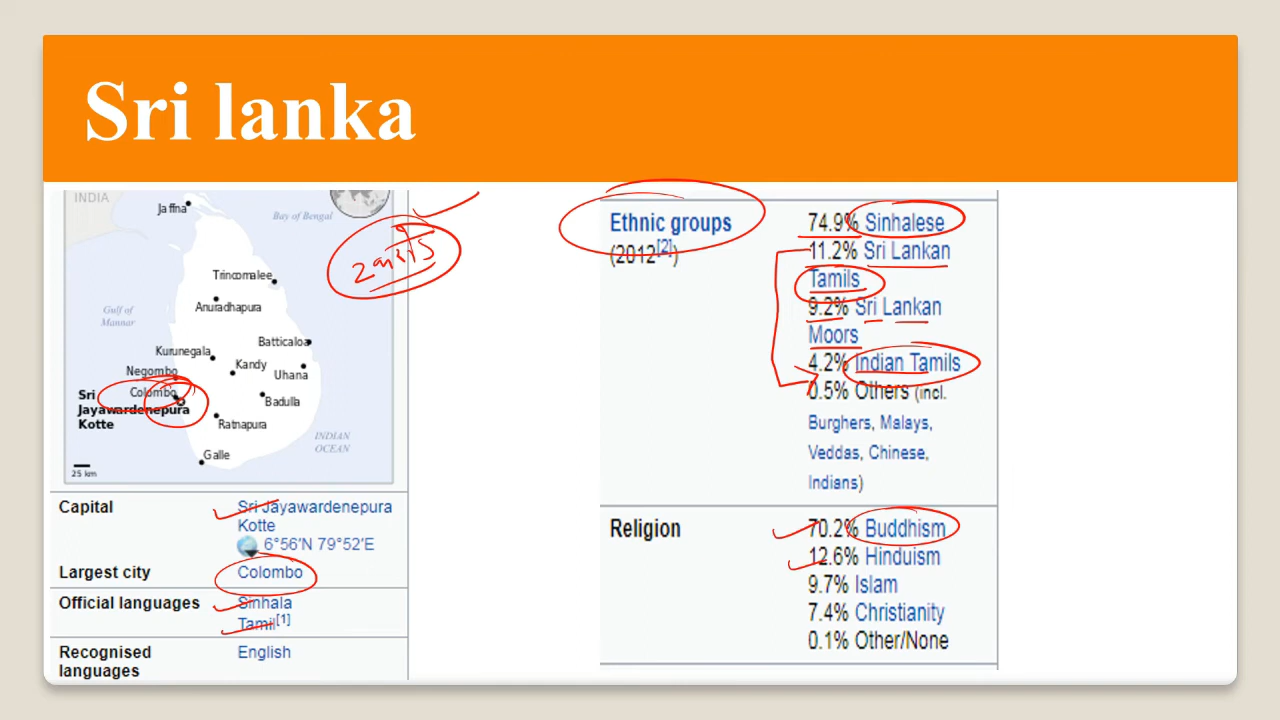 Sri lanka
INDIA
Jaffna
Bay of Bengal
Trincomalee
Anuradhapura
Gulf of
Mannar
Batticaloa
Kurunegala
Kandy
Uhana
Negombo
Colombo
Sri
Jayawardenepura
Kotte
Badulla
Ratnapura
INDIAN
OCEAN
Galle
25 km
Capital
Sri Jayawardenepura
Kotte
6°56′N 79°52′E
Largest city
Colombo
Official languages
Sinhala
Tamil[1]
Recognised
languages
English
Ethnic groups
(2012[2])
74.9% Sinhalese
11.2% Sri Lankan
Tamils
9.2% Sri Lankan
Moors
4.2% Indian Tamils
0.5% Others (incl.
Burghers, Malays,
Veddas, Chinese,
Indians)
Religion
70.2% Buddhism
12.6% Hinduism
9.7% Islam
7.4% Christianity
0.1% Other/None